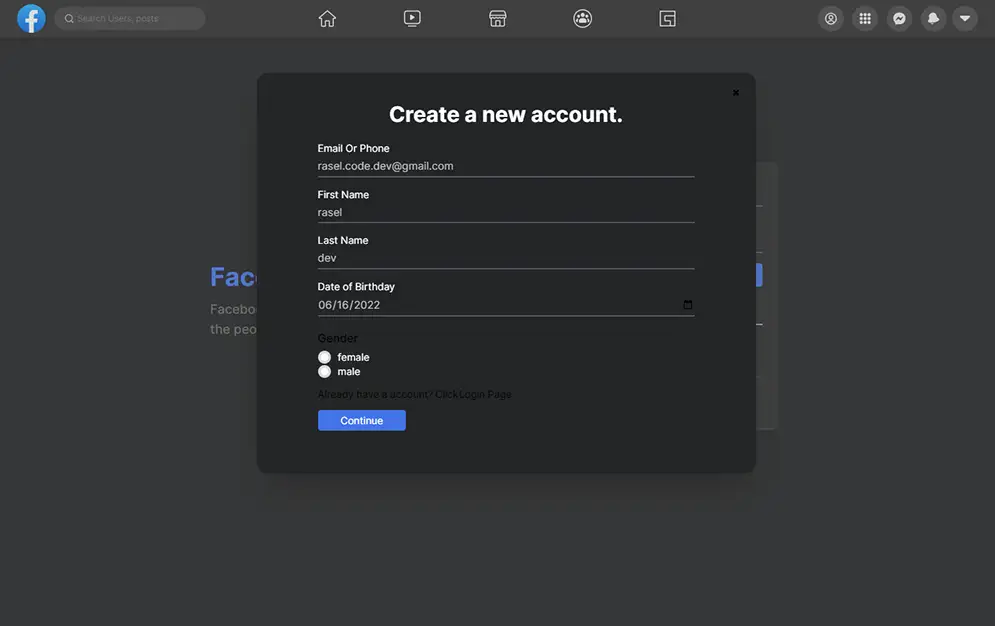 Search Users, posts
Create a new account.
Email Or Phone
rasel.code.dev@gmail.com
First Name
rasel
Last Name
dev
Date of Birthday
06/16/2022
Gender
female
male
Already have a account? Click Login Page
Continue
Fac
Faceboo
the peo